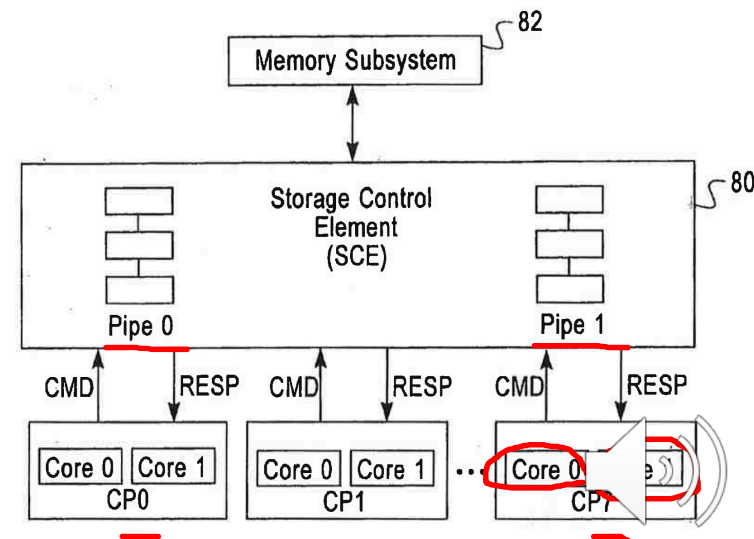 82
Memory Subsystem
80
Storage Control
Element
(SCE)
Pipe 0
Pipe 1
CMD RESP CMD RESP CMD RESP
Core 0 Core 1 Core 0 Core 1 ... Core 0
CP0 CP1 CP7